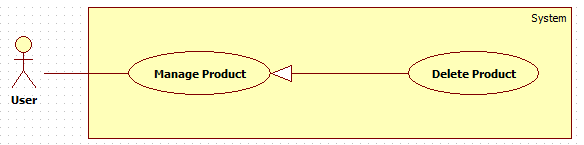 System
Manage Product
Delete Product
User